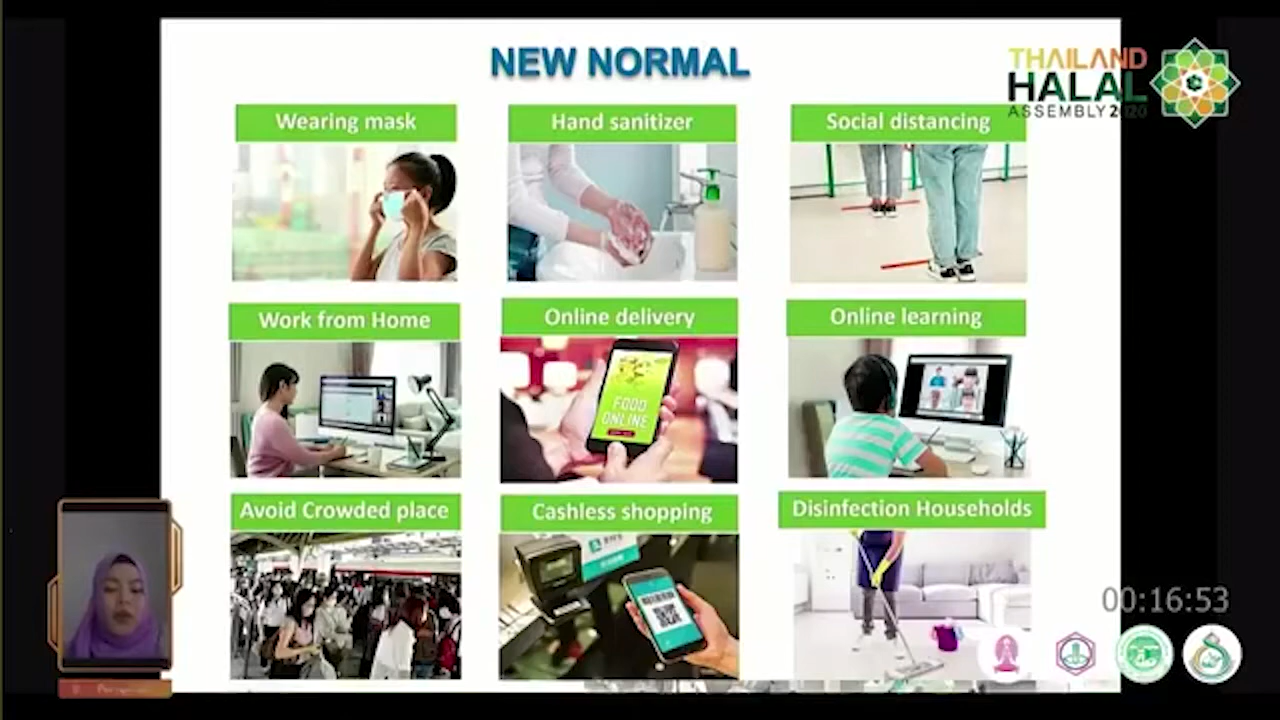 NEW NORMAL
THAILAND
HALAL
ASSEMBLY 2020
Wearing mask
Hand sanitizer
Social distancing
Work from Home
Online delivery
Online learning
FOOD
ONLINE
Avoid Crowded place
Cashless shopping
Disinfection Households
00:16:53